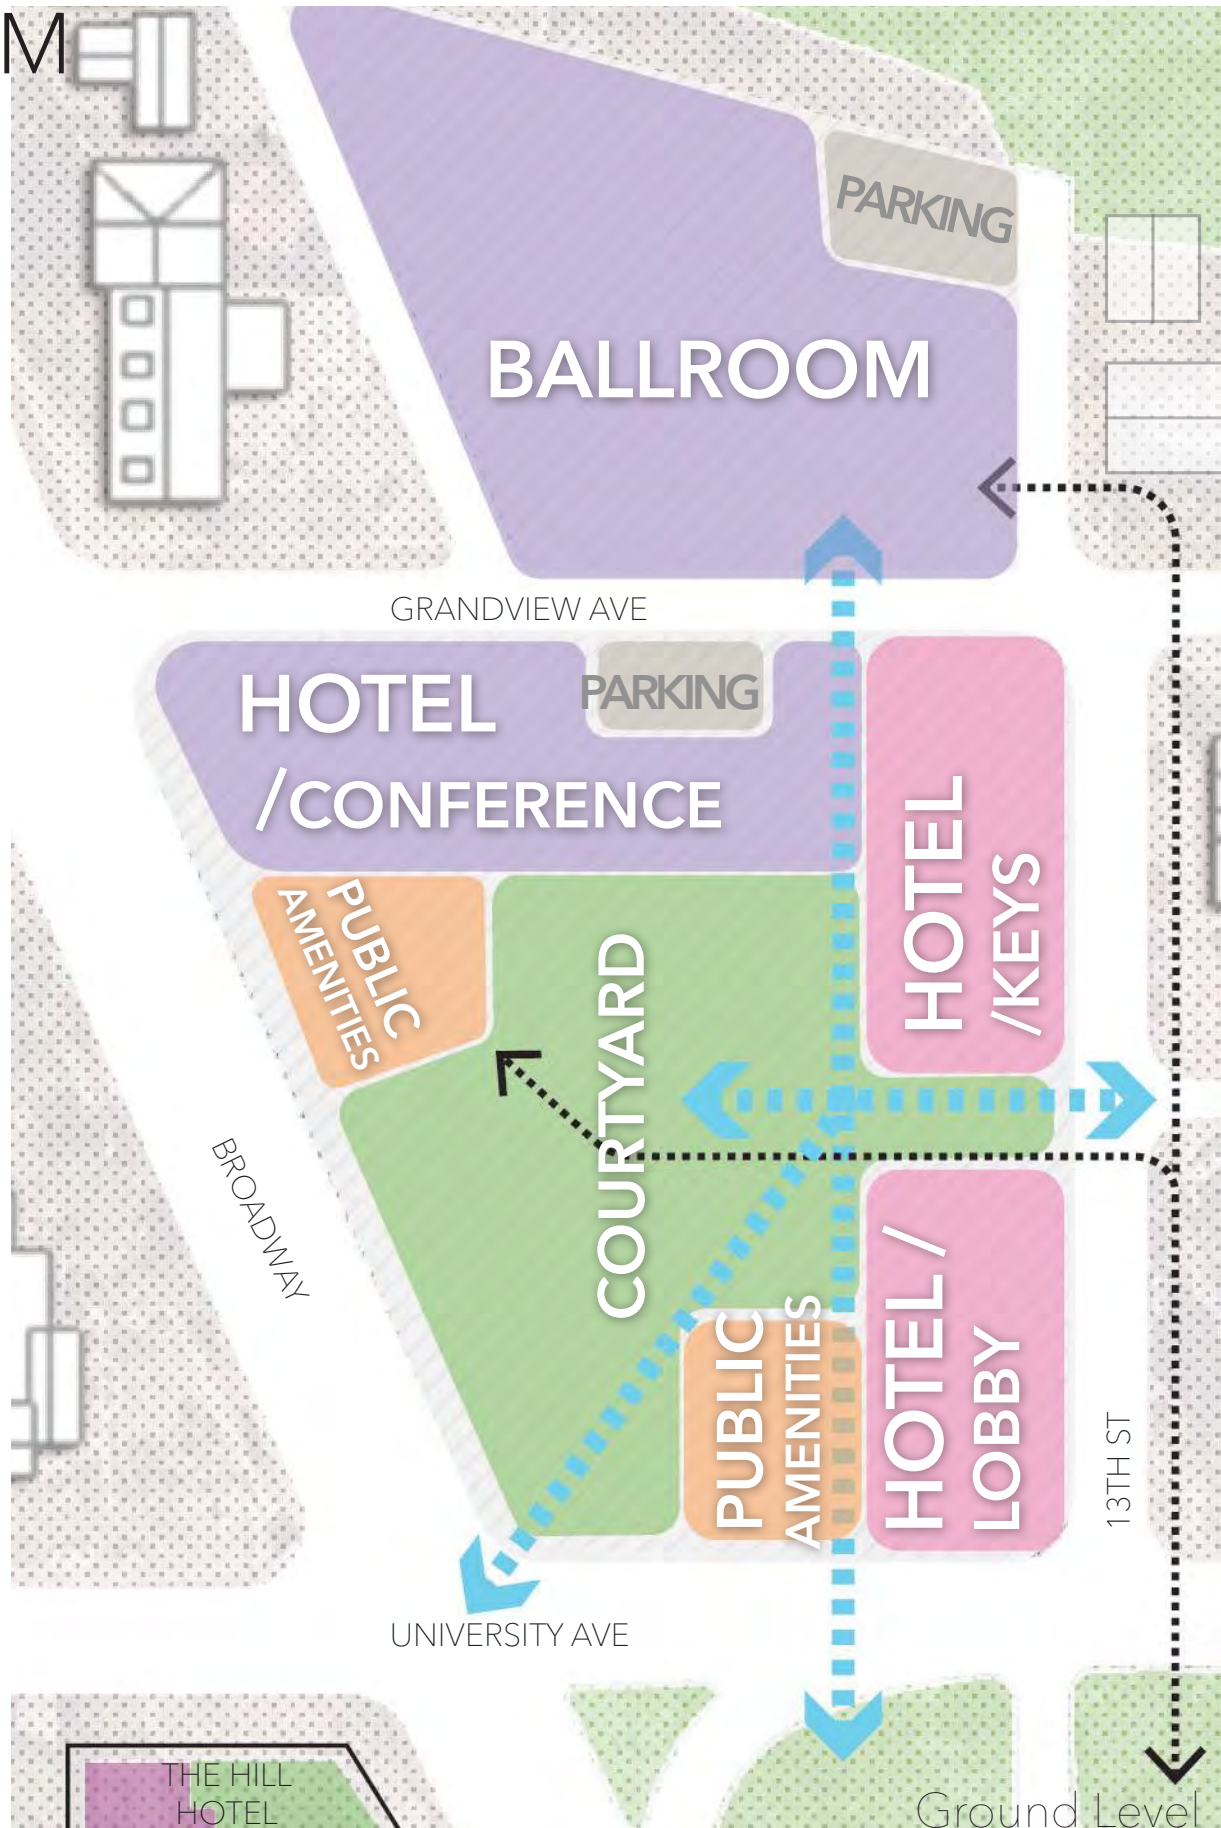 M
PARKING
BALLROOM
GRANDVIEW AVE
HOTEL
/CONFERENCE
PARKING
HOTEL
/KEYS
PUBLIC
AMENITIES
COURTYARD
BROADWAY
PUBLIC
AMENITIES
HOTEL /
LOBBY
13TH ST
UNIVERSITY AVE
THE HILL
HOTEL
Ground Level